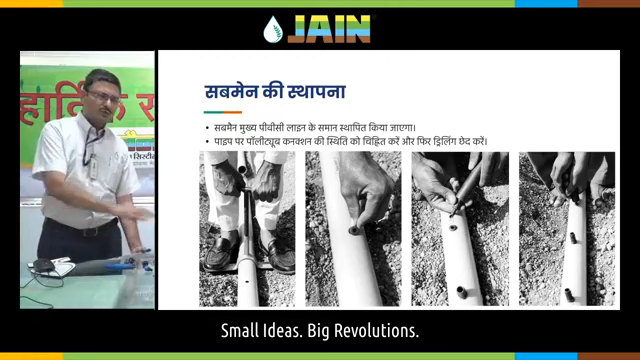 JAIN
हार्दिक
सबमेन की स्थापना
सबमैन मुख्य पीवीसी लाइन के समान स्थापित किया जाएगा।
पाइप पर पॉलीट्यूब कनक्शन की स्थिति को चिह्नित करें और फिर ड्रिलिंग छेद करें।
Small Ideas. Big Revolutions.